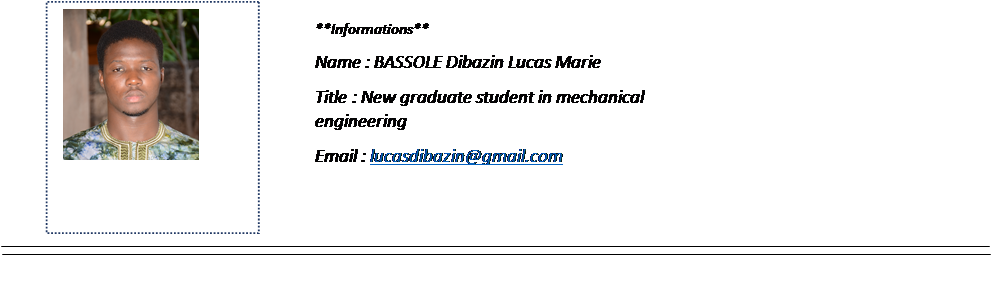 **Informations**
Name : BASSOLE Dibazin Lucas Marie
Title : New graduate student in mechanical
engineering
Email : lucasdibazin@gmail.com